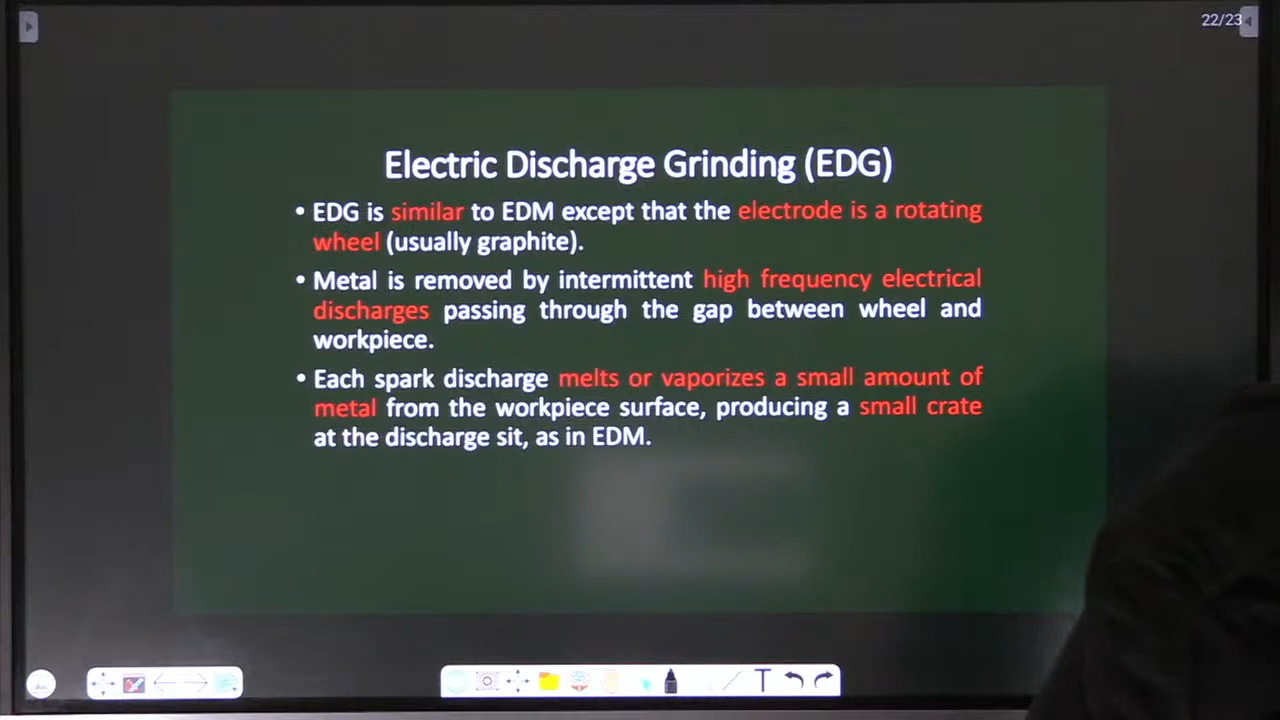 22/23
Electric Discharge Grinding (EDG)
• EDG is similar to EDM except that the electrode is a rotating
wheel (usually graphite).
• Metal is removed by intermittent high frequency electrical
discharges passing through the gap between wheel and
workpiece.
• Each spark discharge melts or vaporizes a small amount of
metal from the workpiece surface, producing a small crate
at the discharge sit, as in EDM.
T